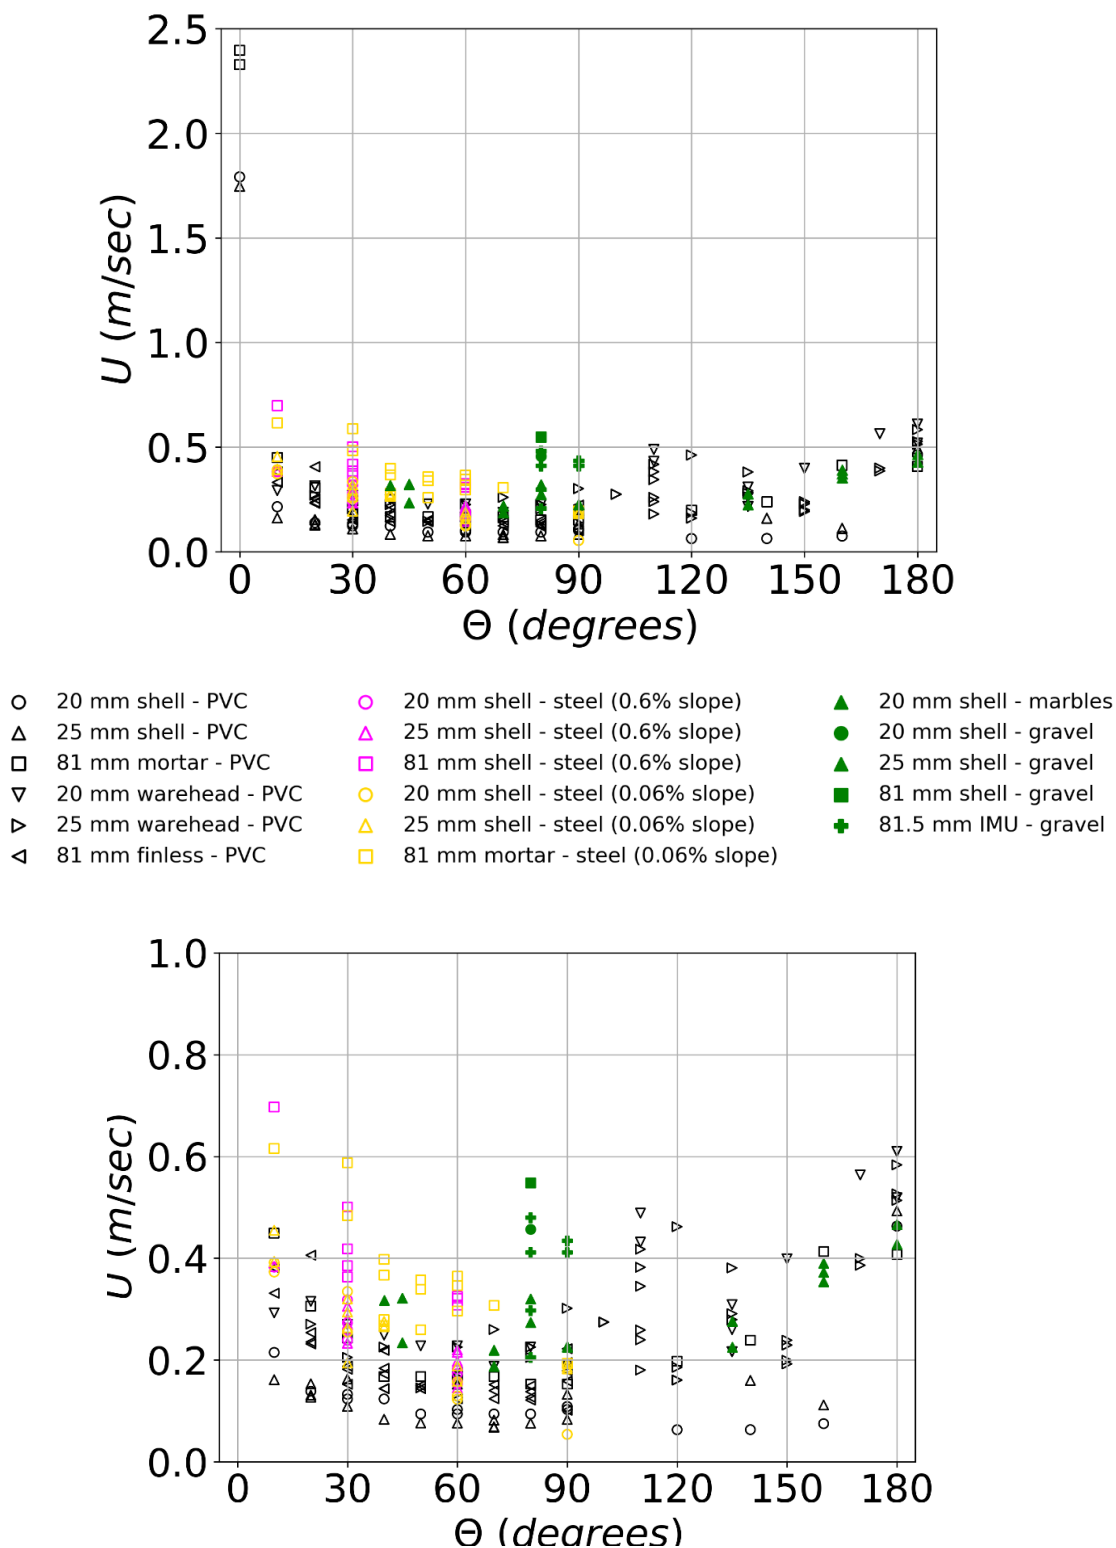 2.5
2.0
1.5
1.0
0.5
0.0
U (m/sec)
0 30 60 90 120 150 180
Θ (degrees)
20 mm shell - PVC
25 mm shell - PVC
81 mm mortar - PVC
20 mm warehead - PVC
25 mm warehead - PVC
81 mm finless - PVC
20 mm shell - steel (0.6% slope)
25 mm shell - steel (0.6% slope)
81 mm shell - steel (0.6% slope)
20 mm shell - steel (0.06% slope)
25 mm shell - steel (0.06% slope)
81 mm mortar - steel (0.06% slope)
20 mm shell - marbles
20 mm shell - gravel
25 mm shell - gravel
81 mm shell - gravel
81.5 mm IMU - gravel
1.0
0.8
0.6
0.4
0.2
0.0
U (m/sec)
0 30 60 90 120 150 180
Θ (degrees)